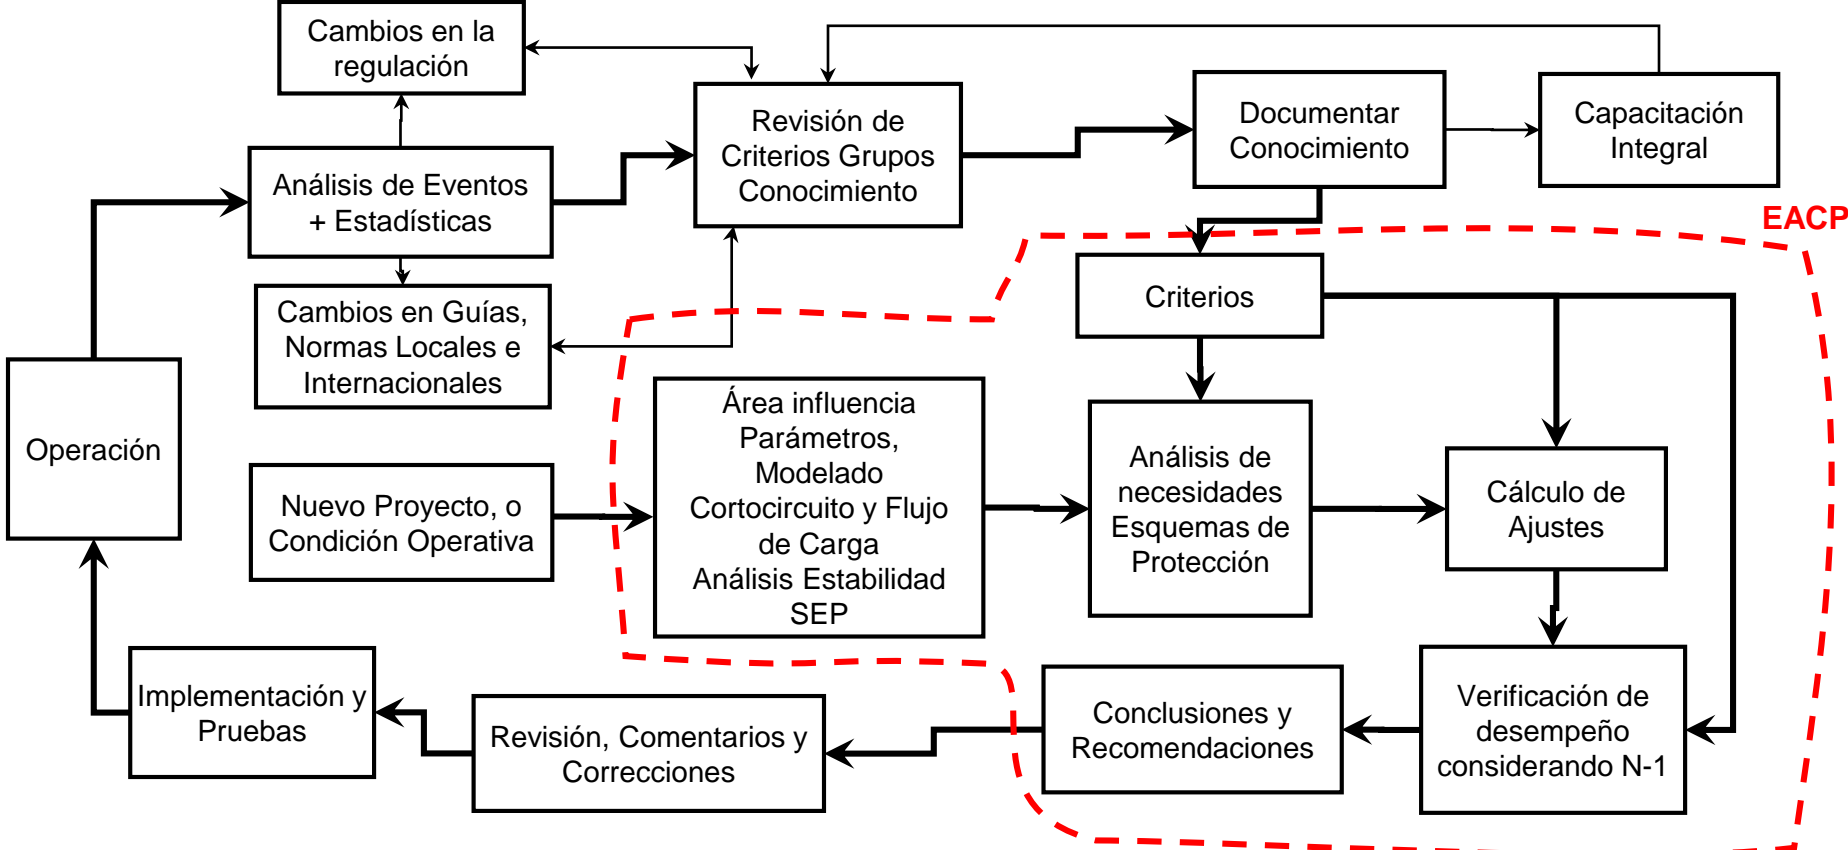 Cambios en la
regulación
Revisión de
Criterios Grupos
Conocimiento
Documentar
Conocimiento
Capacitación
Integral
Análisis de Eventos
+ Estadísticas
EACP
Cambios en Guías,
Normas Locales e
Internacionales
Criterios
Operación
Nuevo Proyecto, o
Condición Operativa
Área influencia
Parámetros,
Modelado
Cortocircuito y Flujo
de Carga
Análisis Estabilidad
SEP
Análisis de
necesidades
Esquemas de
Protección
Cálculo de
Ajustes
Implementación y
Pruebas
Revisión, Comentarios y
Correcciones
Conclusiones y
Recomendaciones
Verificación de
desempeño
considerando N-1